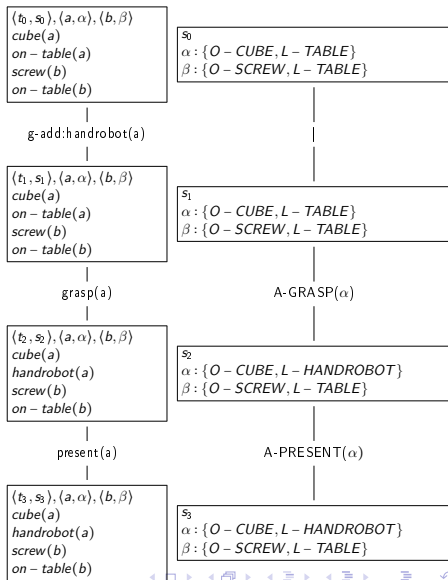 ⟨t₀, s₀⟩, ⟨a, α⟩, ⟨b, β⟩
cube(a)
on – table(a)
screw(b)
on – table(b)
s₀
α : {O – CUBE, L – TABLE}
β : {O – SCREW, L – TABLE}
g-add:handrobot(a)
⟨t₁, s₁⟩, ⟨a, α⟩, ⟨b, β⟩
cube(a)
on – table(a)
screw(b)
on – table(b)
s₁
α : {O – CUBE, L – TABLE}
β : {O – SCREW, L – TABLE}
grasp(a)
A-GRASP(α)
⟨t₂, s₂⟩, ⟨a, α⟩, ⟨b, β⟩
cube(a)
handrobot(a)
screw(b)
on – table(b)
s₂
α : {O – CUBE, L – HANDROBOT}
β : {O – SCREW, L – TABLE}
present(a)
A-PRESENT(α)
⟨t₃, s₃⟩, ⟨a, α⟩, ⟨b, β⟩
cube(a)
handrobot(a)
screw(b)
on – table(b)
s₃
α : {O – CUBE, L – HANDROBOT}
β : {O – SCREW, L – TABLE}